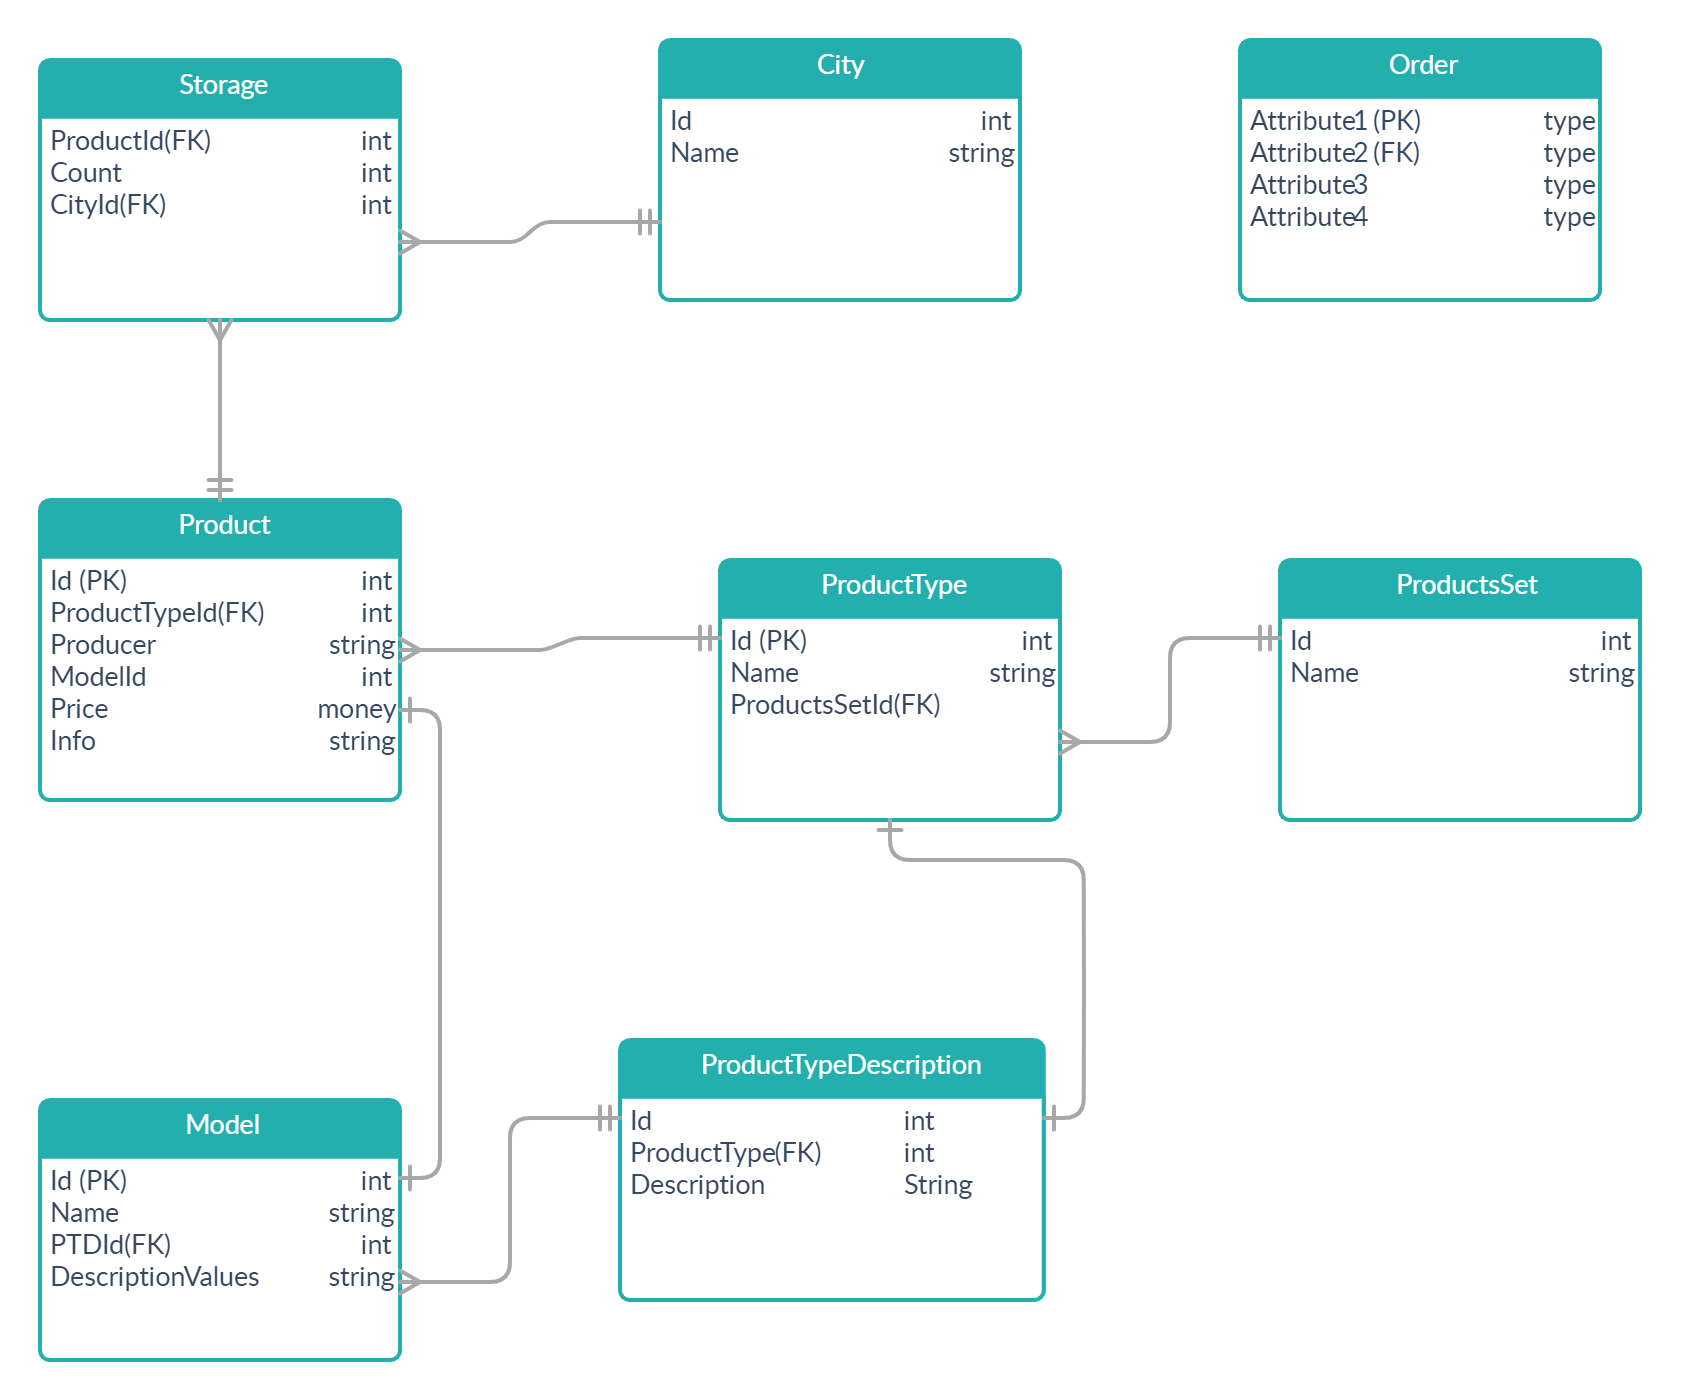 Storage
ProductId(FK) int
Count int
CityId(FK) int
City
Id int
Name string
Order
Attribute1 (PK) type
Attribute2 (FK) type
Attribute3 type
Attribute4 type
Product
Id (PK) int
ProductTypeId(FK) int
Producer string
ModelId int
Price money
Info string
ProductType
Id (PK) int
Name string
ProductsSetId(FK)
ProductsSet
Id int
Name string
Model
Id (PK) int
Name string
PTDId(FK) int
DescriptionValues string
ProductTypeDescription
Id int
ProductType(FK) int
Description String